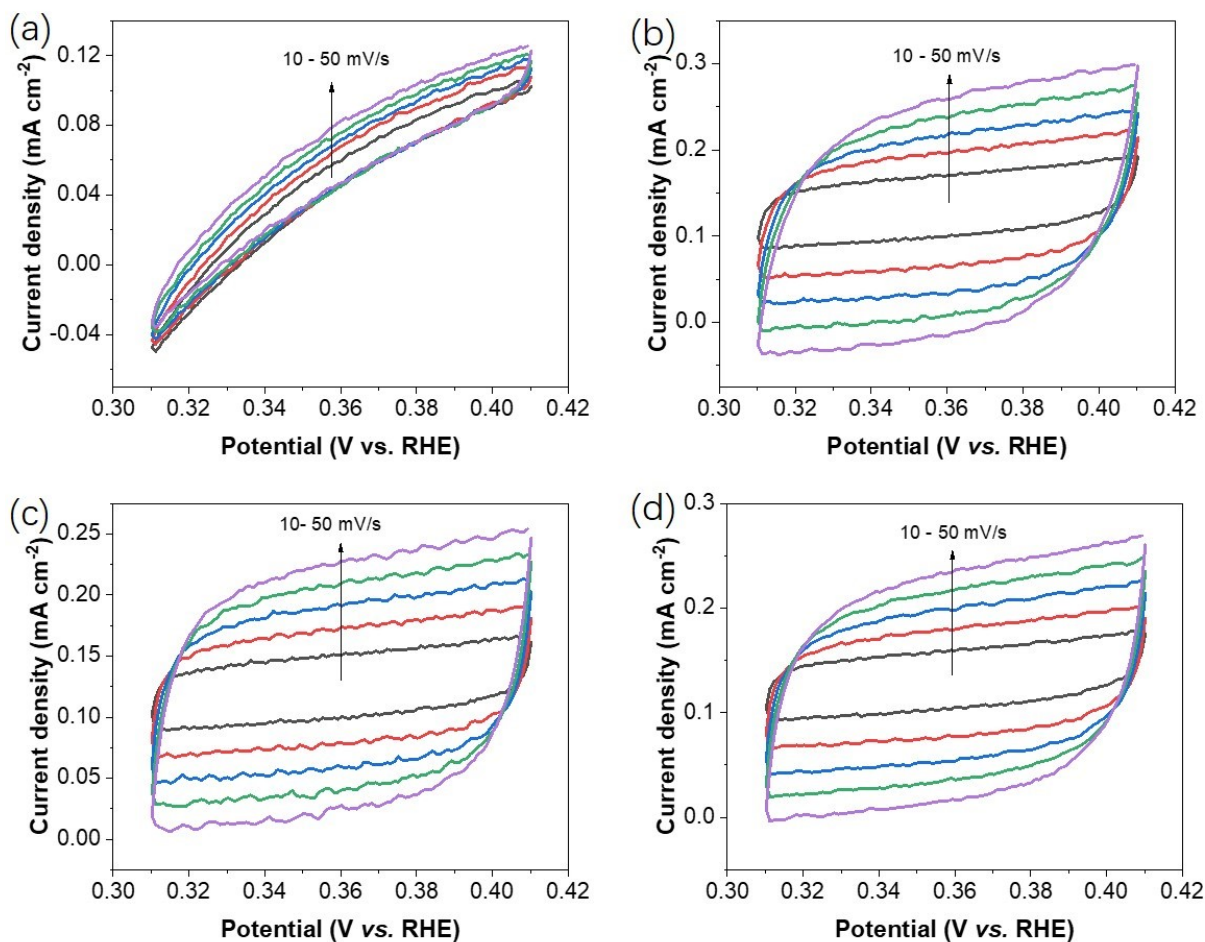 (a)
10 - 50 mV/s
Current density (mA cm⁻²)
0.12
0.08
0.04
0.00
-0.04
0.30 0.32 0.34 0.36 0.38 0.40 0.42
Potential (V vs. RHE)
(b)
10 - 50 mV/s
Current density (mA cm⁻²)
0.3
0.2
0.1
0.0
0.30 0.32 0.34 0.36 0.38 0.40 0.42
Potential (V vs. RHE)
(c)
10- 50 mV/s
Current density (mA cm⁻²)
0.25
0.20
0.15
0.10
0.05
0.00
0.30 0.32 0.34 0.36 0.38 0.40 0.42
Potential (V vs. RHE)
(d)
10 - 50 mV/s
Current density (mA cm⁻²)
0.3
0.2
0.1
0.0
0.30 0.32 0.34 0.36 0.38 0.40 0.42
Potential (V vs. RHE)